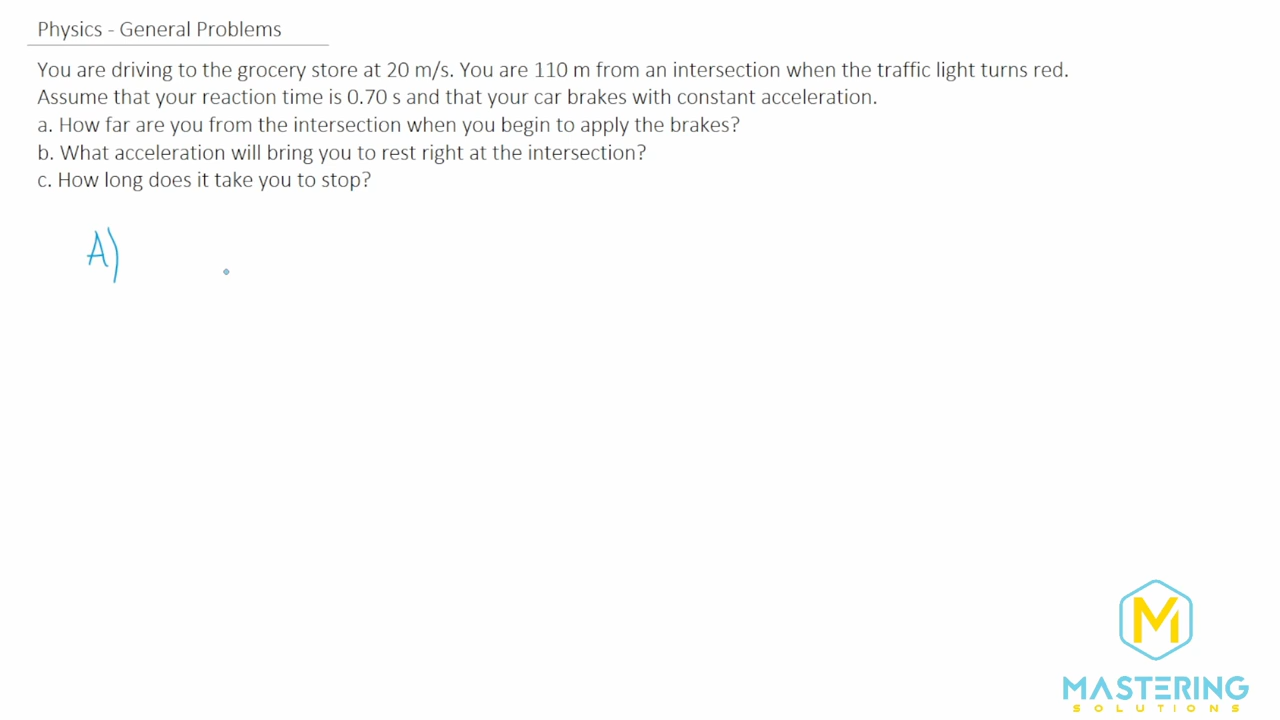 Physics - General Problems
You are driving to the grocery store at 20 m/s. You are 110 m from an intersection when the traffic light turns red.
Assume that your reaction time is 0.70 s and that your car brakes with constant acceleration.
a. How far are you from the intersection when you begin to apply the brakes?
b. What acceleration will bring you to rest right at the intersection?
c. How long does it take you to stop?
A)
M
MASTERING
SOLUTIONS